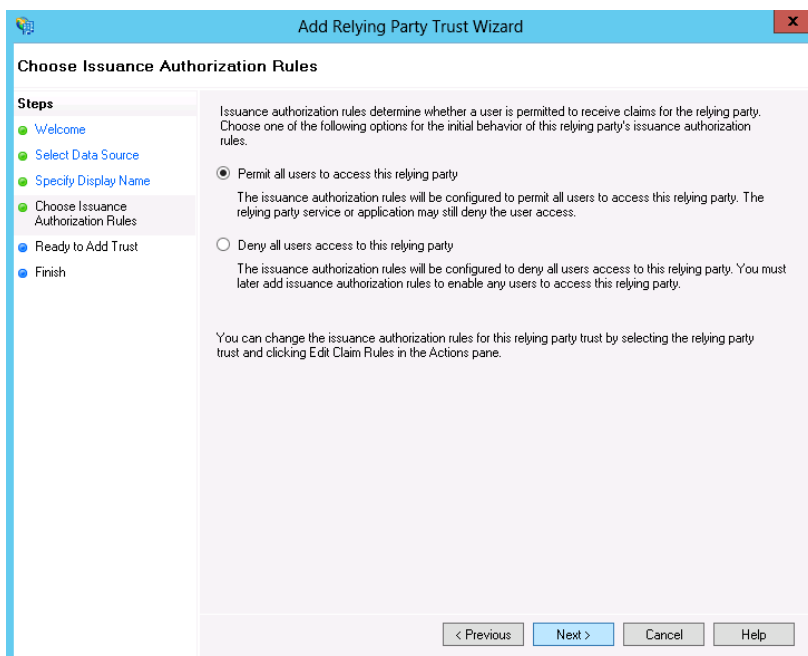 Add Relying Party Trust Wizard
x
Choose Issuance Authorization Rules
Steps
Welcome
Select Data Source
Specify Display Name
Choose Issuance
Authorization Rules
Ready to Add Trust
Finish
Issuance authorization rules determine whether a user is permitted to receive claims for the relying party.
Choose one of the following options for the initial behavior of this relying party's issuance authorization
rules.
Permit all users to access this relying party
The issuance authorization rules will be configured to permit all users to access this relying party. The
relying party service or application may still deny the user access.
Deny all users access to this relying party
The issuance authorization rules will be configured to deny all users access to this relying party. You must
later add issuance authorization rules to enable any users to access this relying party.
You can change the issuance authorization rules for this relying party trust by selecting the relying party
trust and clicking Edit Claim Rules in the Actions pane.
< Previous
Next >
Cancel
Help